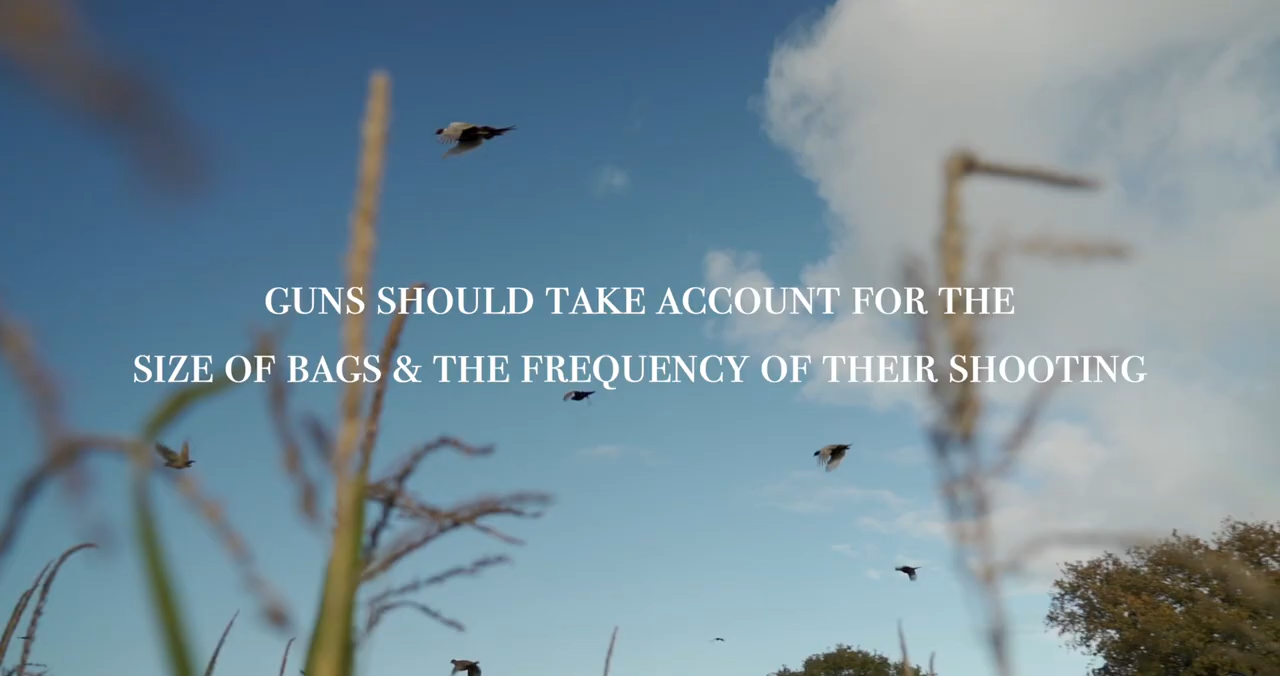 GUNS SHOULD TAKE ACCOUNT FOR THE
SIZE OF BAGS & THE FREQUENCY OF THEIR SHOOTING